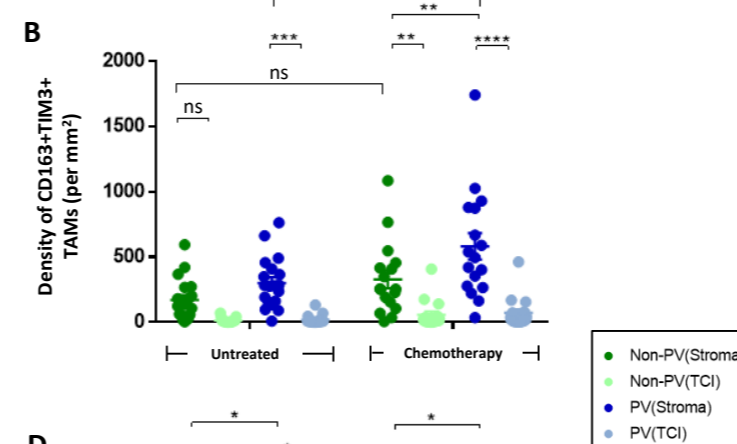 B
**
***
**
****
2000
ns
1500
ns
1000
500
0
Density of CD163+TIM3+
TAMs (per mm²)
Untreated
Chemotherapy
Non-PV(Stroma
Non-PV(TCI)
PV(Stroma)
PV(TCI)
*
*